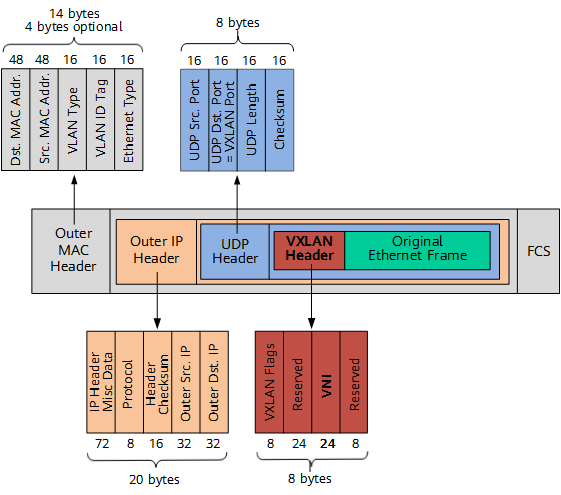 14 bytes
4 bytes optional
8 bytes
48 48 16 16 16
16 16 16 16
Dst. MAC Addr.
Src. MAC Addr.
VLAN Type
VLAN ID Tag
Ethernet Type
UDP Src. Port
UDP Dst. Port
= VXLAN Port
UDP Length
Checksum
Outer
MAC
Header
Outer IP
Header
UDP
Header
VXLAN
Header
Original
Ethernet Frame
FCS
IP Header
Misc Data
Protocol
Header
Checksum
Outer Src. IP
Outer Dst. IP
VXLAN Flags
Reserved
VNI
Reserved
72 8 16 32 32
8 24 24 8
20 bytes
8 bytes